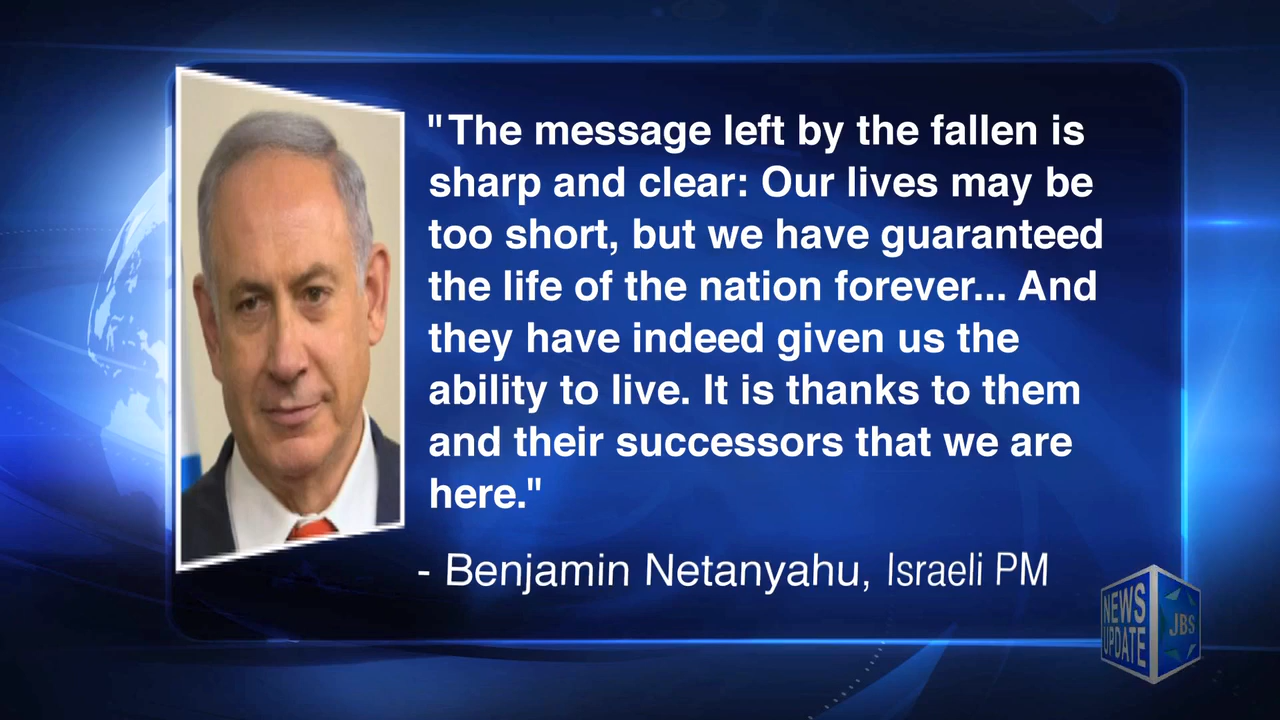 "The message left by the fallen is
sharp and clear: Our lives may be
too short, but we have guaranteed
the life of the nation forever... And
they have indeed given us the
ability to live. It is thanks to them
and their successors that we are
here."
- Benjamin Netanyahu, Israeli PM
NEWS
UPDATE
JBS